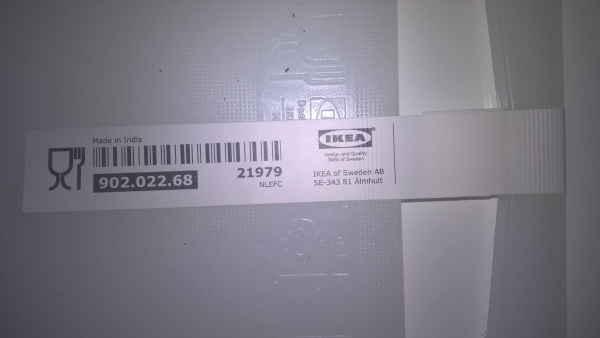 Made in India
902.022.68
21979
NLEFC
IKEA
Design and Quality
IKEA of Sweden
IKEA of Sweden AB
SE-343 81 Älmhult